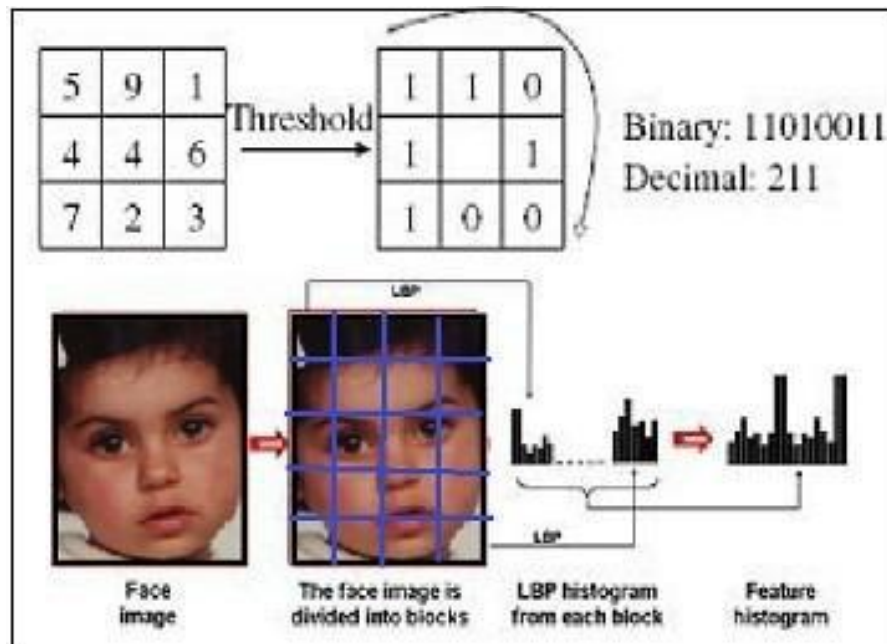 5 9 1
4 4 6
7 2 3
Threshold
1 1 0
1 1
1 0 0
Binary: 11010011
Decimal: 211
LBP
LBP
Face
image
The face image is
divided into blocks
LBP histogram
from each block
Feature
histogram